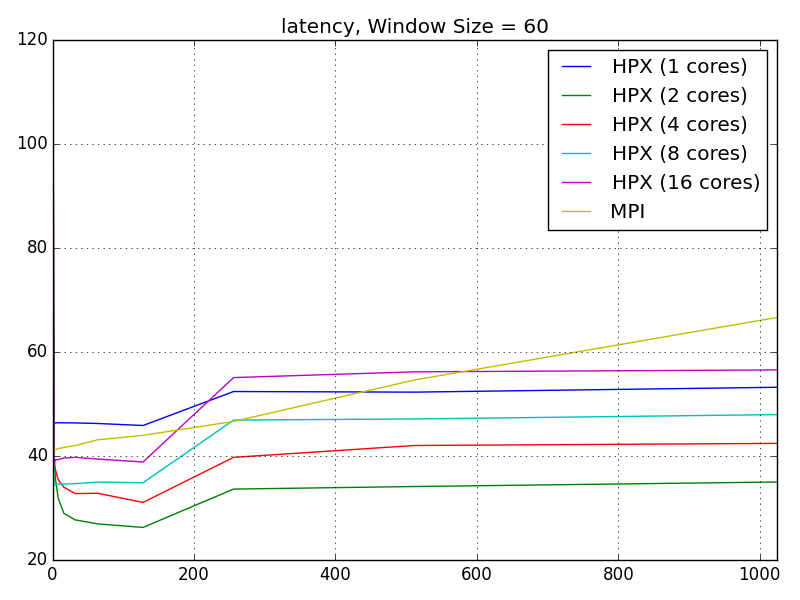 latency, Window Size = 60
120
100
80
60
40
20
HPX (1 cores)
HPX (2 cores)
HPX (4 cores)
HPX (8 cores)
HPX (16 cores)
MPI
0 200 400 600 800 1000